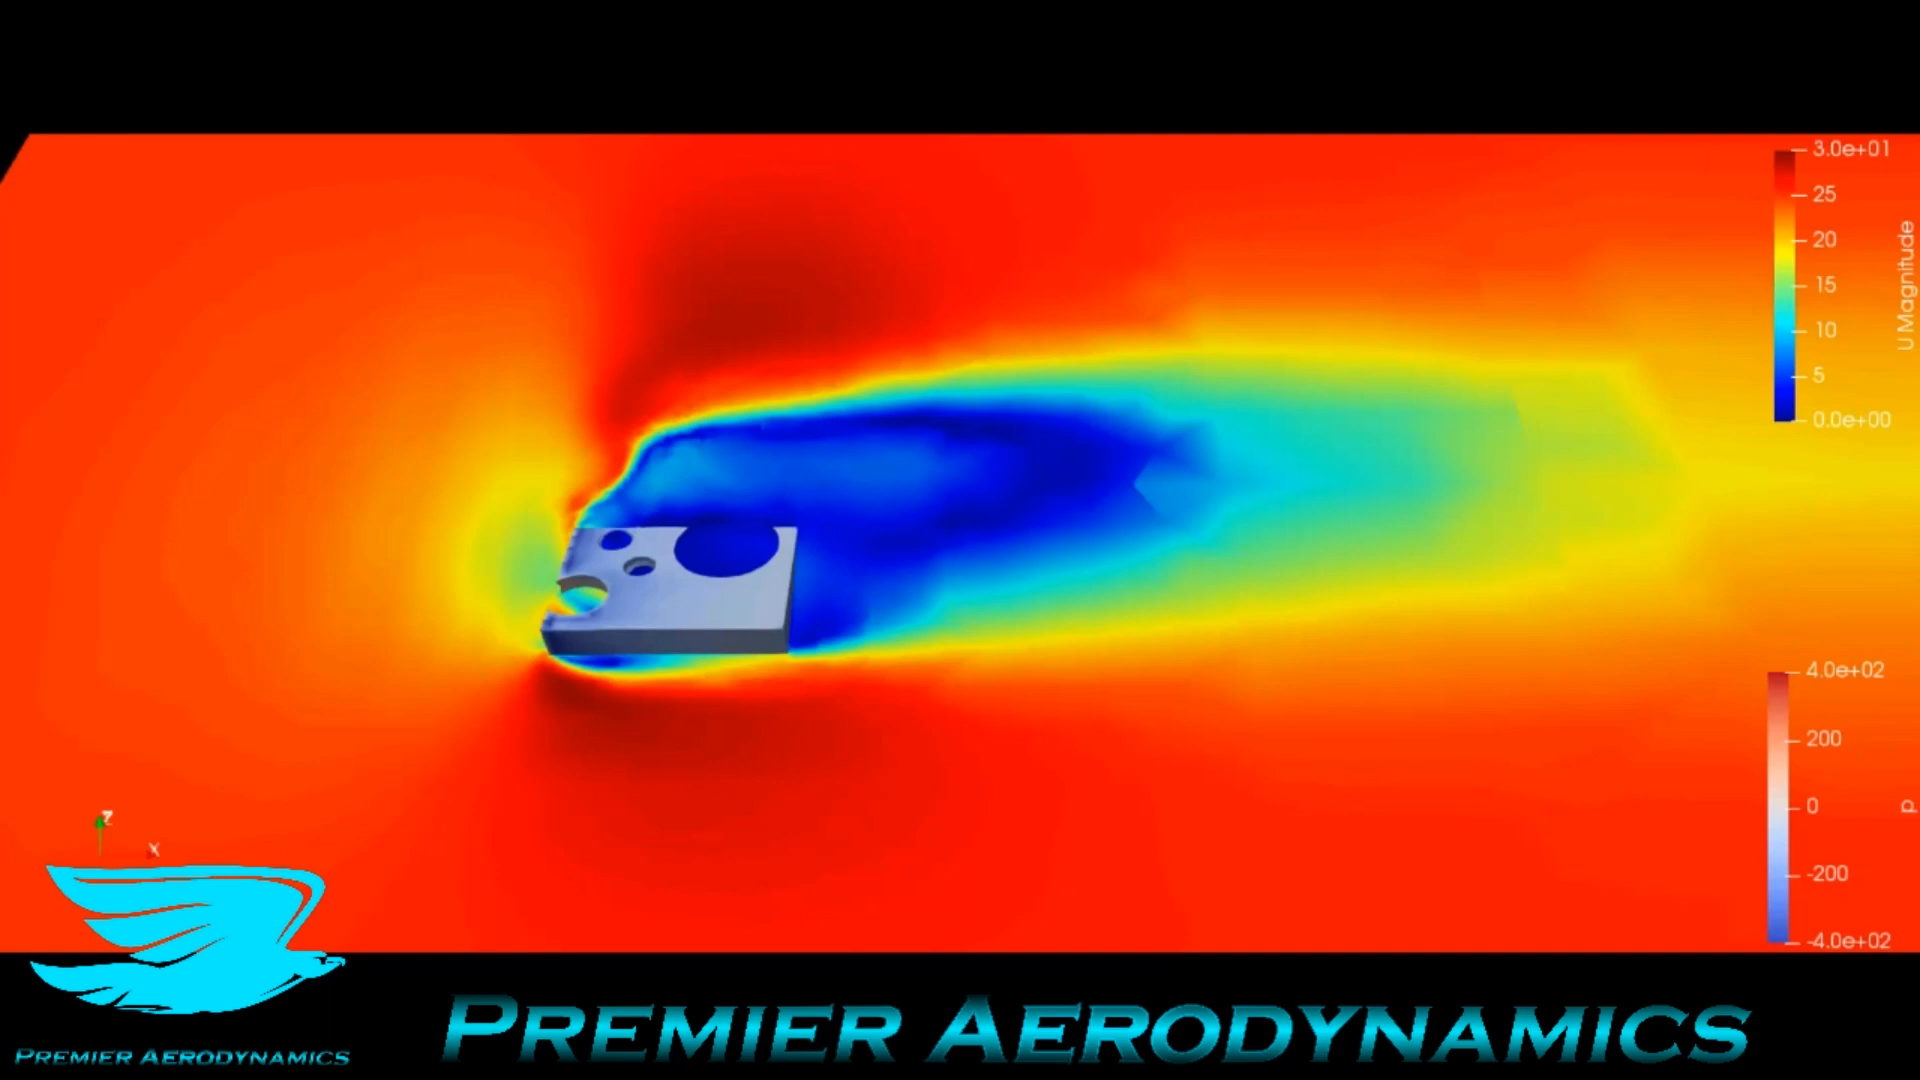 3.0e+01
25
20
15
10
5
0.0e+00
U Magnitude
4.0e+02
200
0
-200
-4.0e+02
p
Z
X
PREMIER AERODYNAMICS
PREMIER AERODYNAMICS